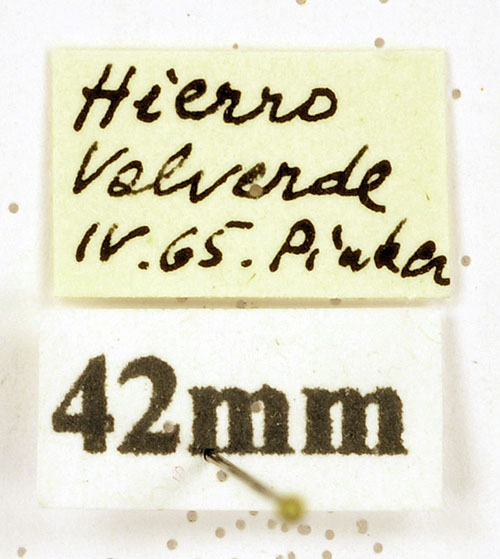 Hierro
Valverde
IV.65. Pinker
42mm